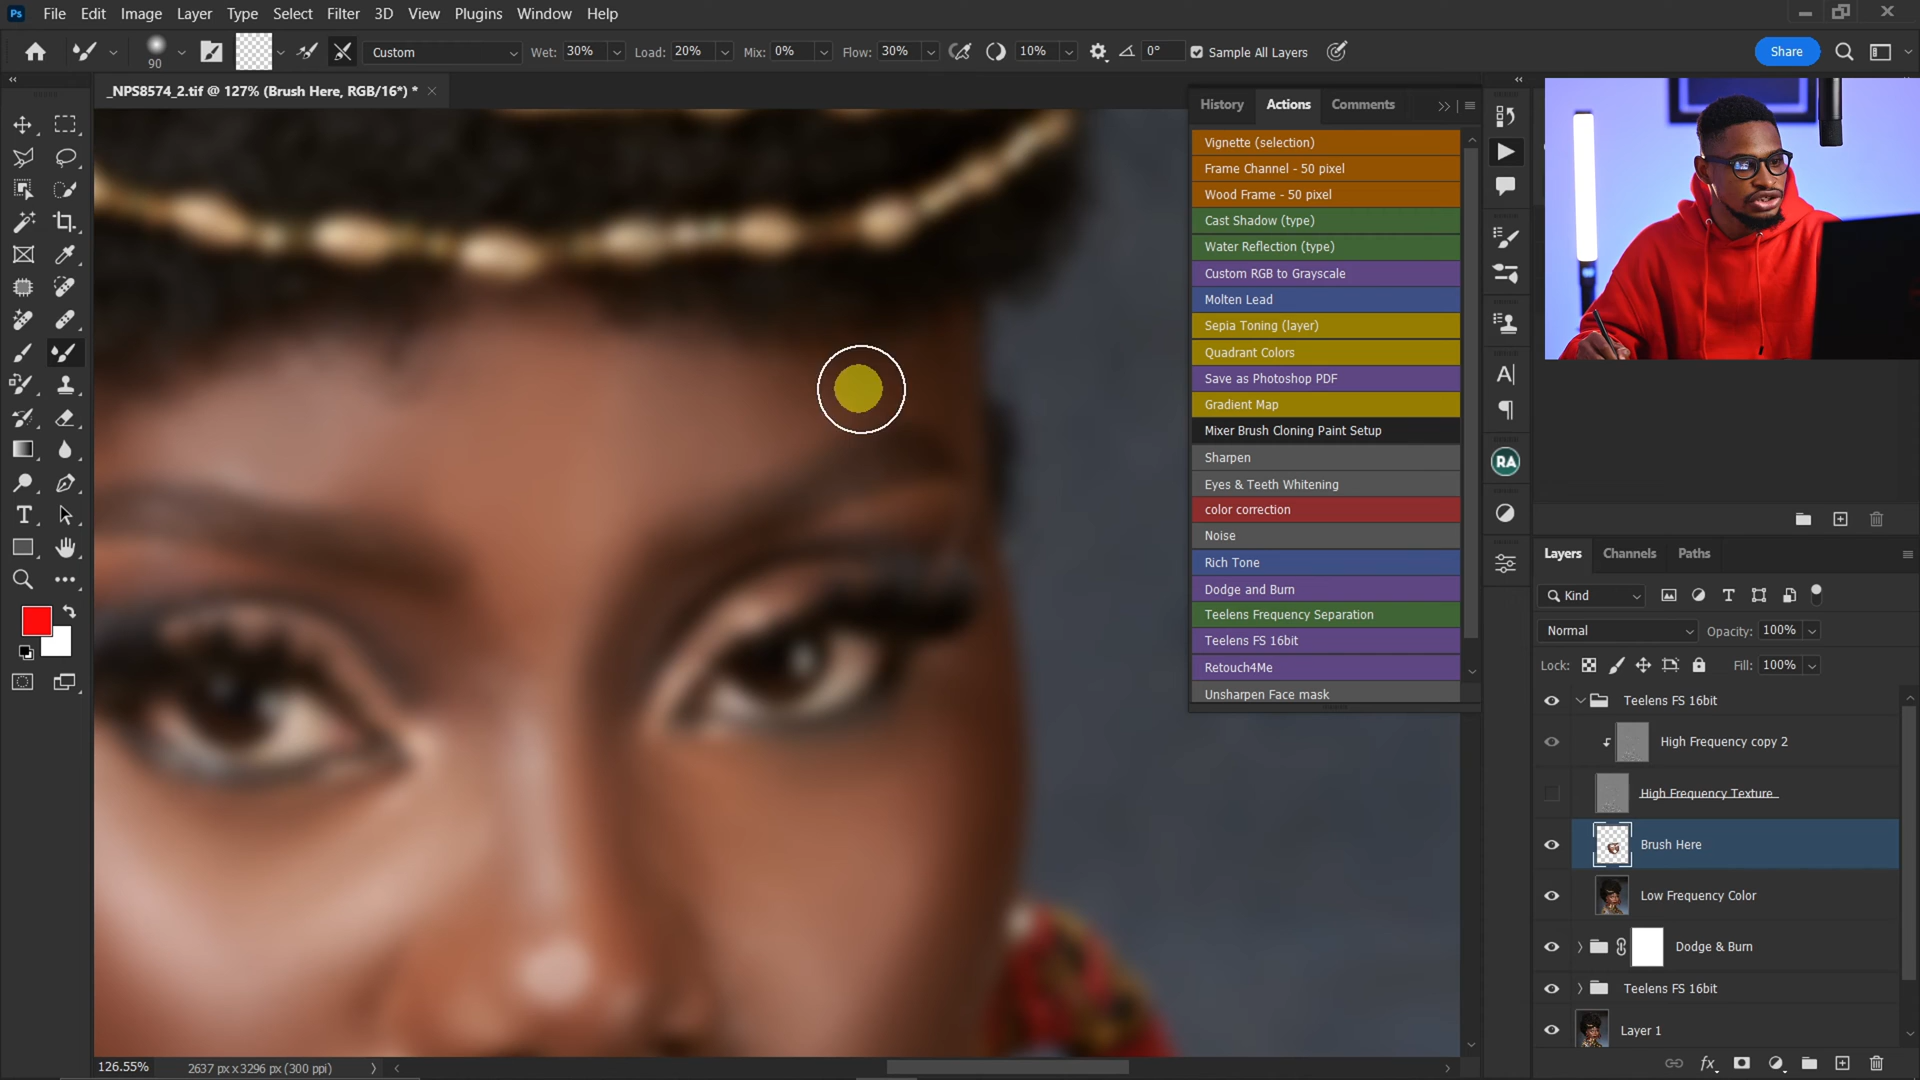 Ps File Edit Image Layer Type Select Filter 3D View Plugins Window Help
90 Custom Wet: 30% Load: 20% Mix: 0% Flow: 30% 10% 0° Sample All Layers Share
_NPS8574_2.tif @ 127% (Brush Here, RGB/16*) *
History Actions Comments
Vignette (selection)
Frame Channel - 50 pixel
Wood Frame - 50 pixel
Cast Shadow (type)
Water Reflection (type)
Custom RGB to Grayscale
Molten Lead
Sepia Toning (layer)
Quadrant Colors
Save as Photoshop PDF
Gradient Map
Mixer Brush Cloning Paint Setup
Sharpen
Eyes & Teeth Whitening
color correction
Noise
Rich Tone
Dodge and Burn
Teelens Frequency Separation
Teelens FS 16bit
Retouch4Me
Unsharpen Face mask
RA
Layers Channels Paths
Kind
Normal Opacity: 100%
Lock: Fill: 100%
Teelens FS 16bit
High Frequency copy 2
High Frequency Texture
Brush Here
Low Frequency Color
Dodge & Burn
Teelens FS 16bit
Layer 1
126.55% 2637 px x 3296 px (300 ppi)